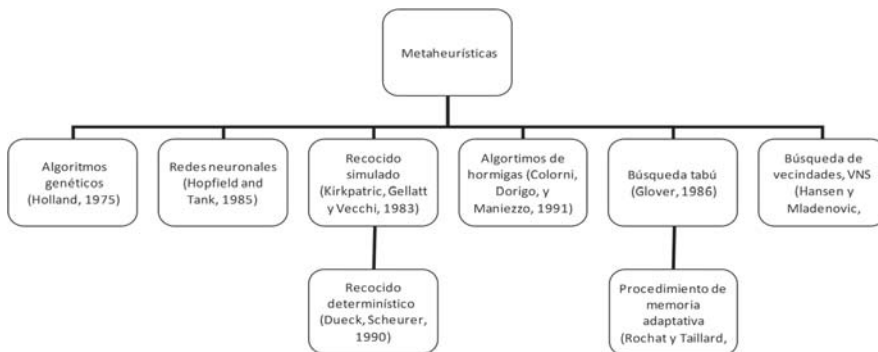 Metaheurísticas
Algoritmos
genéticos
(Holland, 1975)
Redes neuronales
(Hopfield and
Tank, 1985)
Recocido
simulado
(Kirkpatric, Gellatt
y Vecchi, 1983)
Algortimos de
hormigas (Colorni,
Dorigo, y
Maniezzo, 1991)
Búsqueda tabú
(Glover, 1986)
Búsqueda de
vecindades, VNS
(Hansen y
Mladenovic,
Recocido
determinístico
(Dueck, Scheurer,
1990)
Procedimiento de
memoria
adaptativa
(Rochat y Taillard,